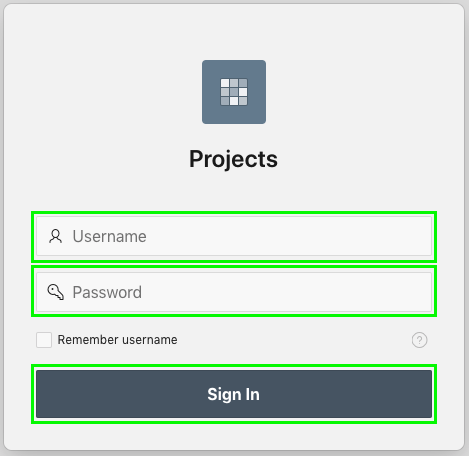 Projects
Username
Password
Remember username ?
Sign In